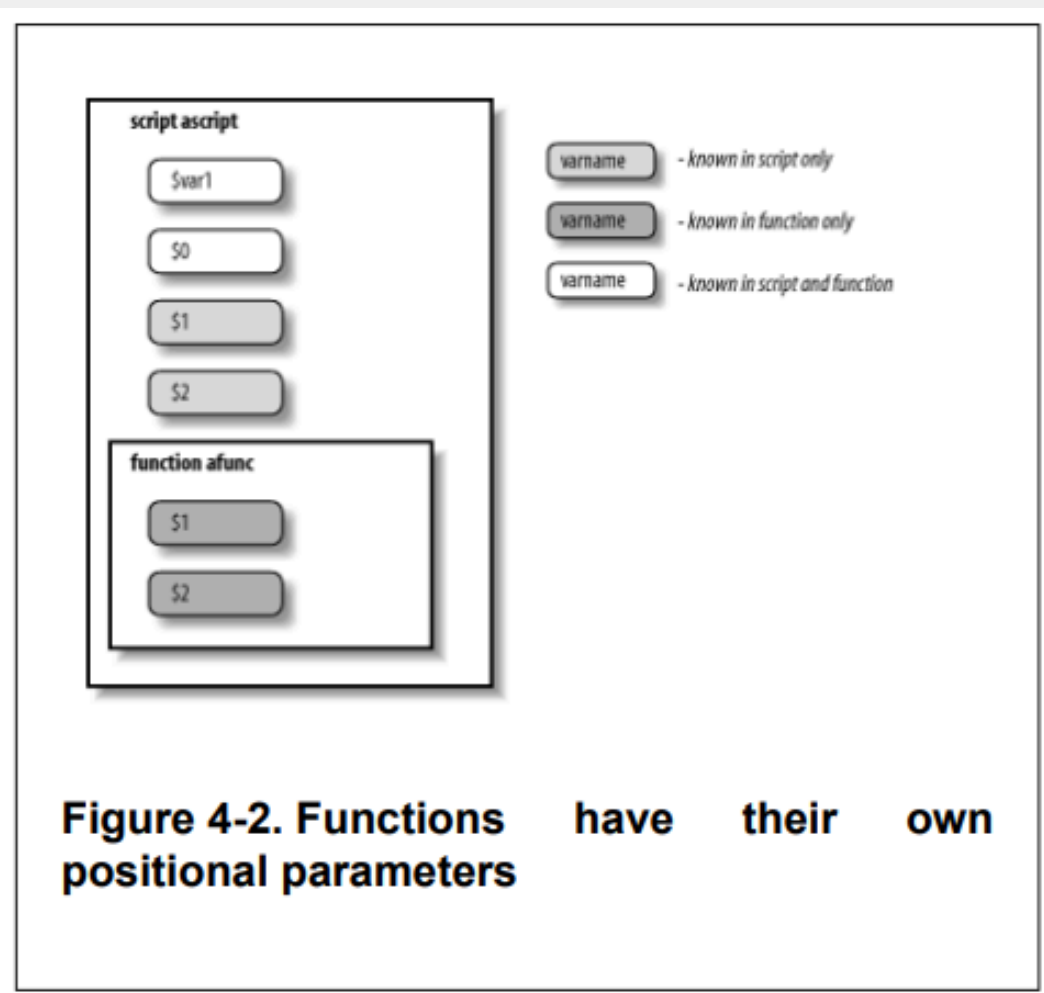 script ascript
$var1
$0
$1
$2
function afunc
$1
$2
varname - known in script only
varname - known in function only
varname - known in script and function
Figure 4-2. Functions have their own
positional parameters